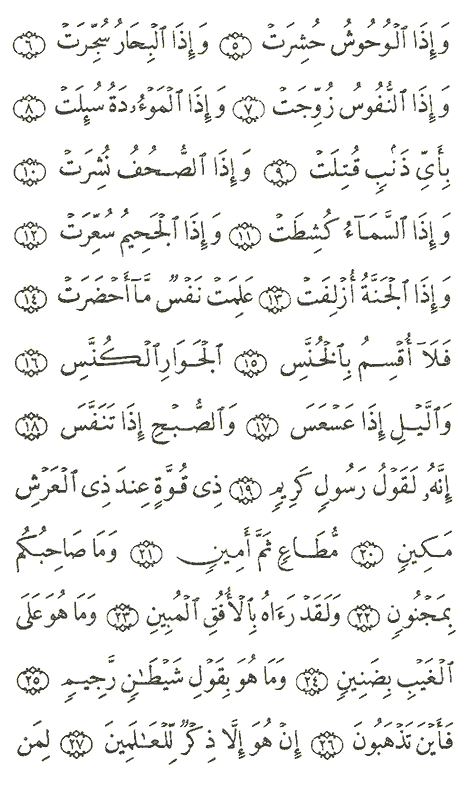 وَإِذَا ٱلْوُحُوشُ حُشِرَتْ ٥ وَإِذَا ٱلْبِحَارُ سُجِّرَتْ ٦
وَإِذَا ٱلنُّفُوسُ زُوِّجَتْ ٧ وَإِذَا ٱلْمَوْءُۥدَةُ سُئِلَتْ ٨
بِأَىِّ ذَنۢبٍ قُتِلَتْ ٩ وَإِذَا ٱلصُّحُفُ نُشِرَتْ ١٠
وَإِذَا ٱلسَّمَآءُ كُشِطَتْ ١١ وَإِذَا ٱلْجَحِيمُ سُعِّرَتْ ١٢
وَإِذَا ٱلْجَنَّةُ أُزْلِفَتْ ١٣ عَلِمَتْ نَفْسٌ مَّآ أَحْضَرَتْ ١٤
فَلَآ أُقْسِمُ بِٱلْخُنَّسِ ١٥ ٱلْجَوَارِ ٱلْكُنَّسِ ١٦
وَٱلَّيْلِ إِذَا عَسْعَسَ ١٧ وَٱلصُّبْحِ إِذَا تَنَفَّسَ ١٨
إِنَّهُۥ لَقَوْلُ رَسُولٍ كَرِيمٍ ١٩ ذِى قُوَّةٍ عِندَ ذِى ٱلْعَرْشِ
مَكِينٍ ٢٠ مُّطَاعٍ ثَمَّ أَمِينٍ ٢١ وَمَا صَاحِبُكُم
بِمَجْنُونٍ ٢٢ وَلَقَدْ رَءَاهُ بِٱلْأُفُقِ ٱلْمُبِينِ ٢٣ وَمَا هُوَ عَلَى
ٱلْغَيْبِ بِضَنِينٍ ٢٤ وَمَا هُوَ بِقَوْلِ شَيْطَٰنٍ رَّجِيمٍ ٢٥
فَأَيْنَ تَذْهَبُونَ ٢٦ إِنْ هُوَ إِلَّا ذِكْرٌ لِّلْعَٰلَمِينَ ٢٧ لِمَن